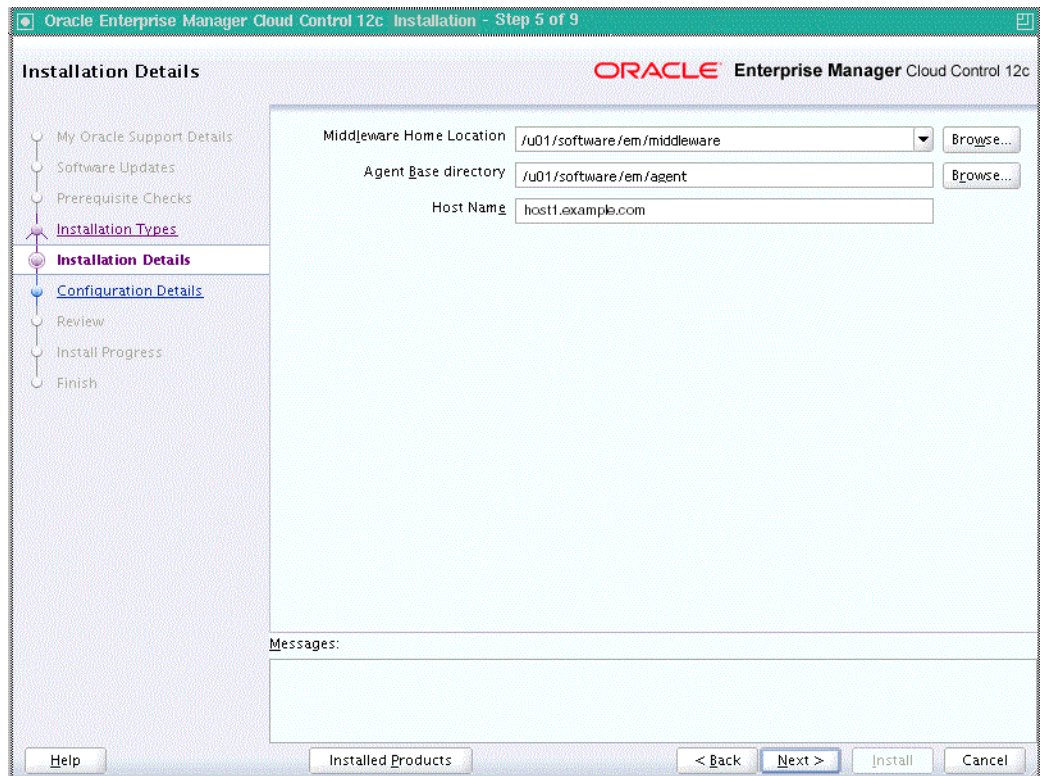 Oracle Enterprise Manager Cloud Control 12c Installation - Step 5 of 9
Installation Details
ORACLE Enterprise Manager Cloud Control 12c
My Oracle Support Details
Software Updates
Prerequisite Checks
Installation Types
Installation Details
Configuration Details
Review
Install Progress
Finish
Middleware Home Location /u01/software/em/middleware Browse...
Agent Base directory /u01/software/em/agent Browse...
Host Name host1.example.com
Messages:
Help Installed Products < Back Next > Install Cancel